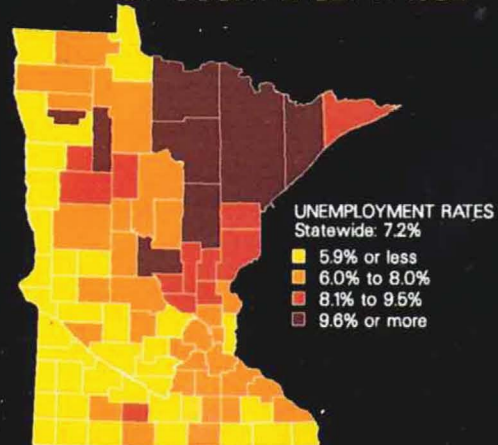 UNEMPLOYMENT RATES
Statewide: 7.2%
5.9% or less
6.0% to 8.0%
8.1% to 9.5%
9.6% or more